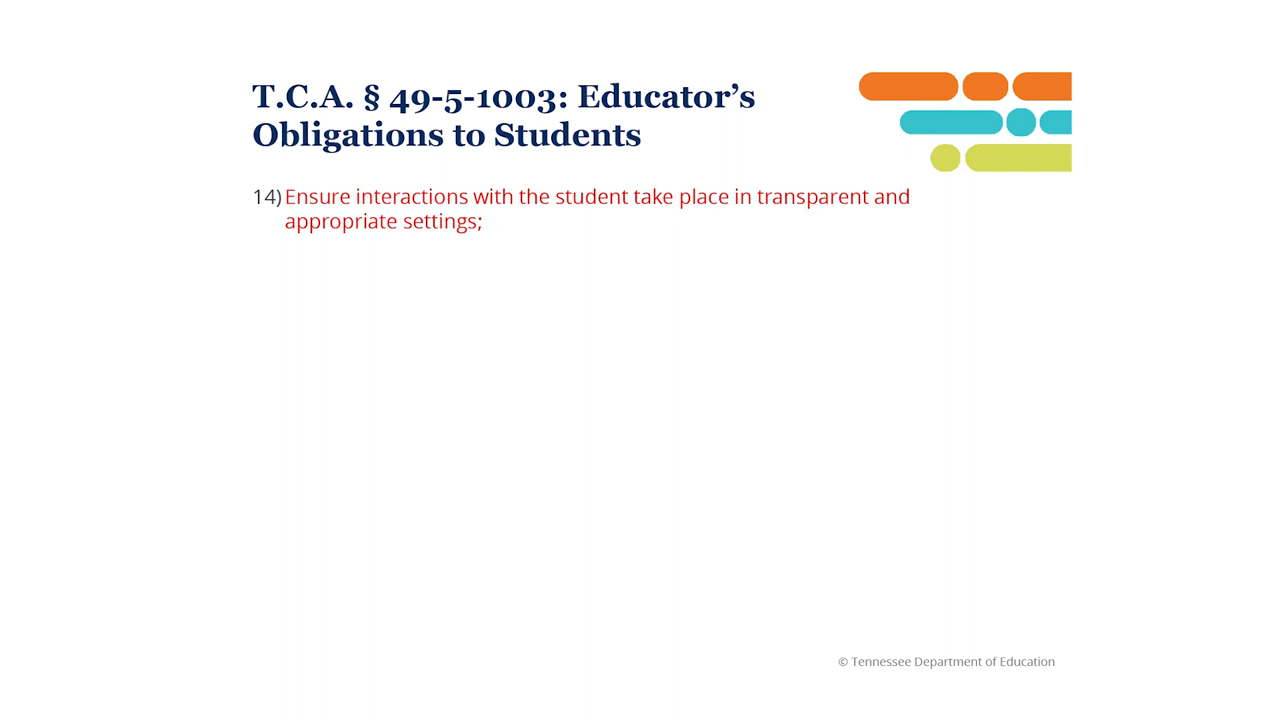 T.C.A. § 49-5-1003: Educator’s
Obligations to Students
14) Ensure interactions with the student take place in transparent and
appropriate settings;
© Tennessee Department of Education